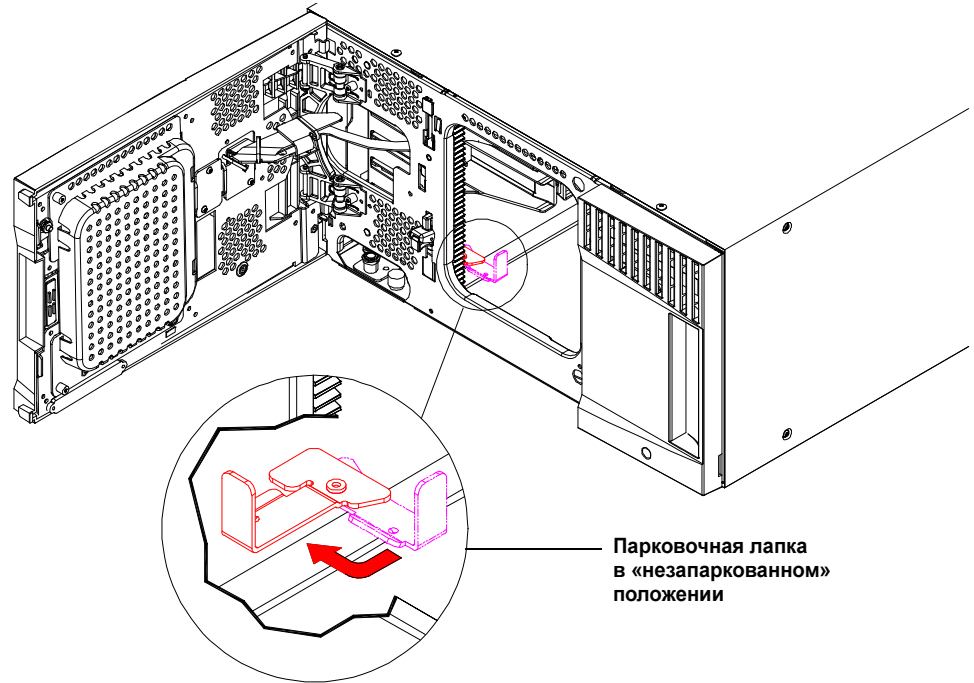 Парковочная лапка
в «незапаркованном»
положении